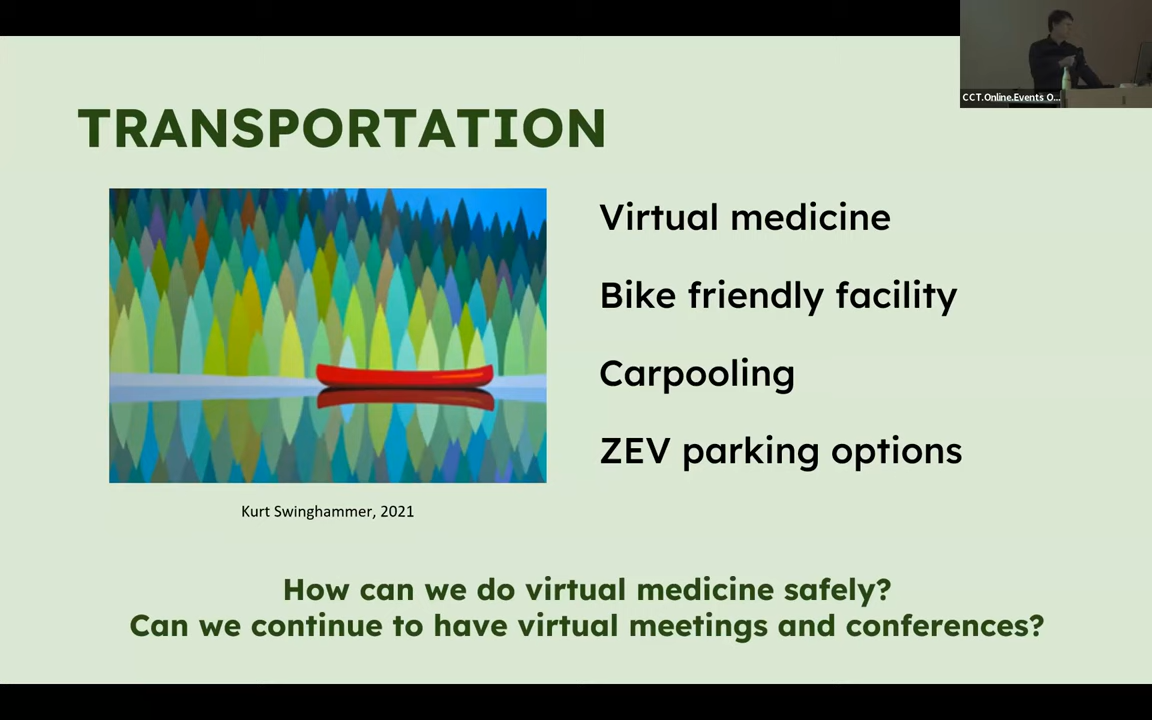 CCT.Online.Events O...
TRANSPORTATION
Virtual medicine
Bike friendly facility
Carpooling
ZEV parking options
Kurt Swinghammer, 2021
How can we do virtual medicine safely?
Can we continue to have virtual meetings and conferences?